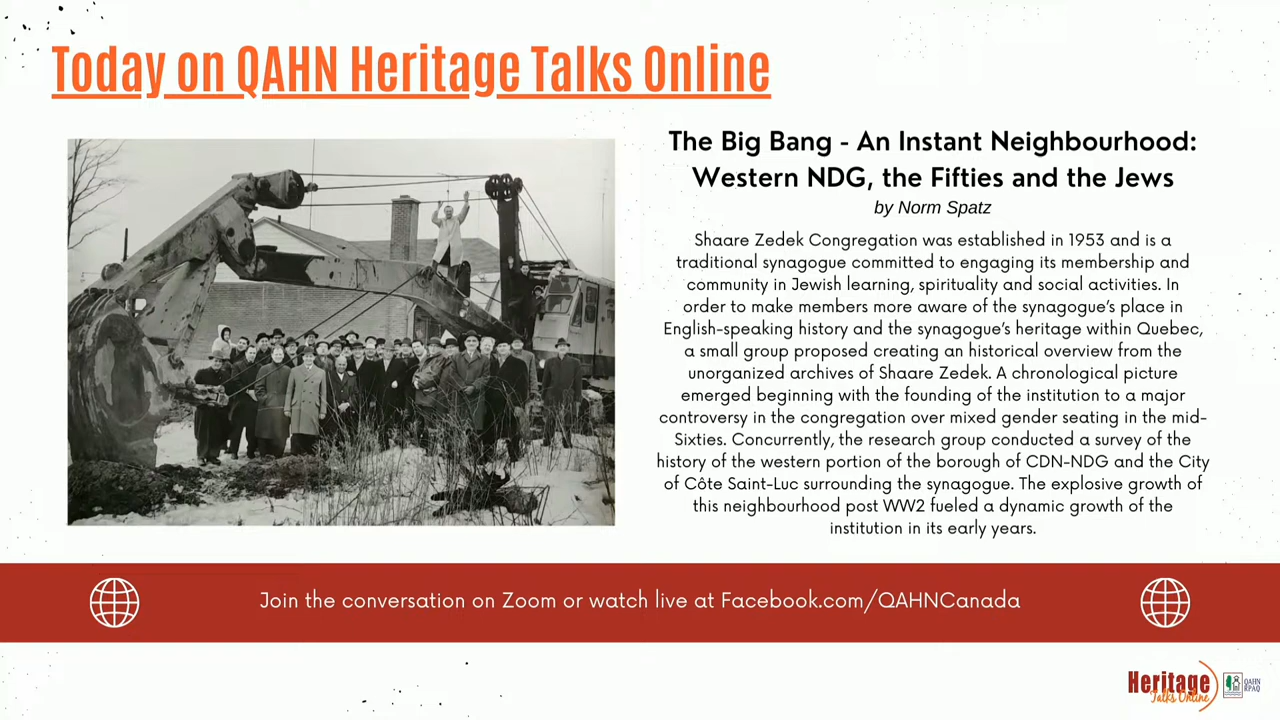 Today on QAHN Heritage Talks Online
The Big Bang - An Instant Neighbourhood:
Western NDG, the Fifties and the Jews
by Norm Spatz
Shaare Zedek Congregation was established in 1953 and is a
traditional synagogue committed to engaging its membership and
community in Jewish learning, spirituality and social activities. In
order to make members more aware of the synagogue's place in
English-speaking history and the synagogue's heritage within Quebec,
a small group proposed creating an historical overview from the
unorganized archives of Shaare Zedek. A chronological picture
emerged beginning with the founding of the institution to a major
controversy in the congregation over mixed gender seating in the mid-
Sixties. Concurrently, the research group conducted a survey of the
history of the western portion of the borough of CDN-NDG and the City
of Côte Saint-Luc surrounding the synagogue. The explosive growth of
this neighbourhood post WW2 fueled a dynamic growth of the
institution in its early years.
Join the conversation on Zoom or watch live at Facebook.com/QAHNCanada
Heritage
Talks Online
QAHN
RPAQ